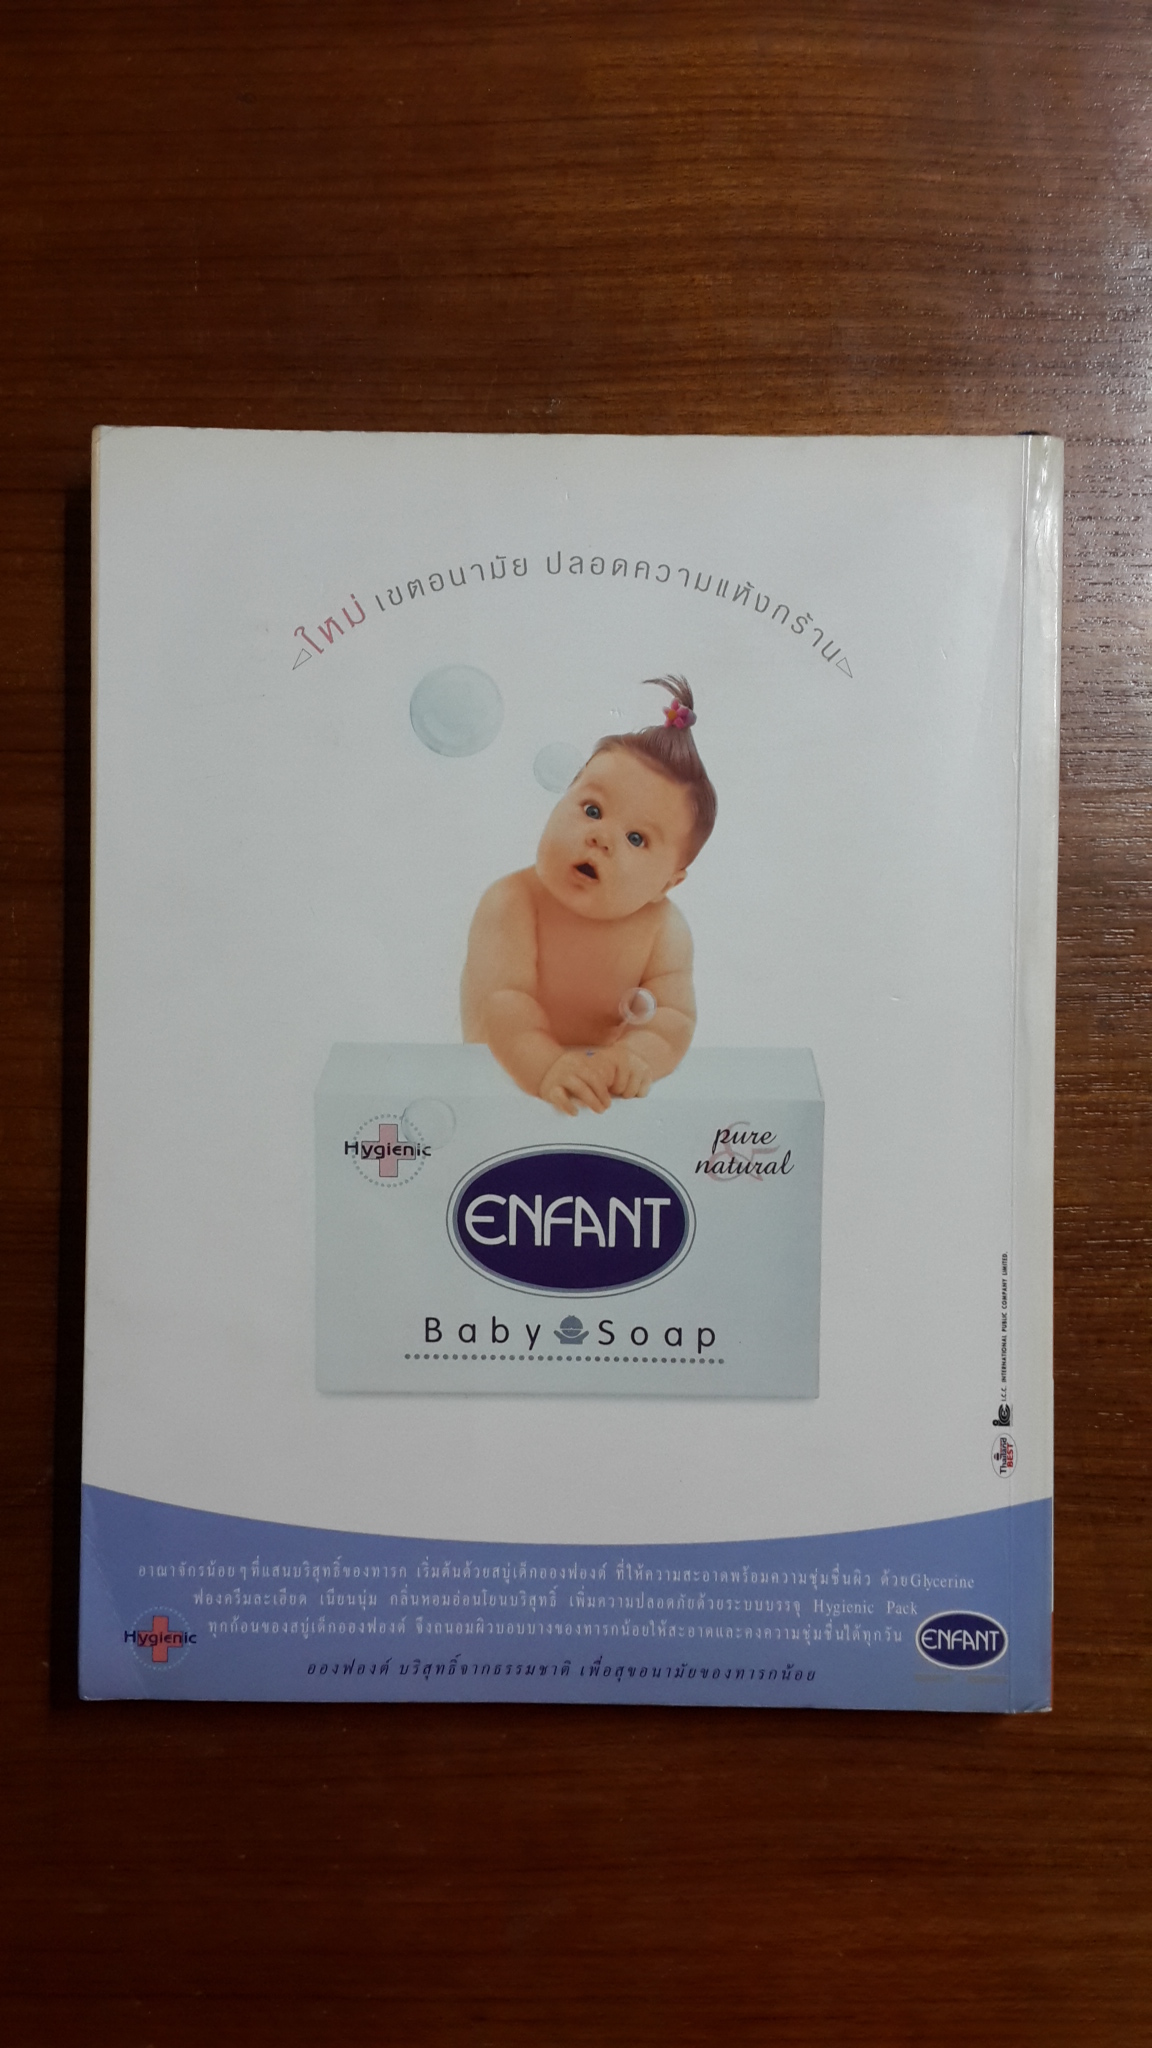 ใหม่ เขตอนามัย ปลอดความแห้งกร้าน
Hygienic
pure & natural
ENFANT
Baby Soap
I.C.C. INTERNATIONAL PUBLIC COMPANY LIMITED.
icc
Thailand BEST
อาณาจักรน้อยๆที่แสนบริสุทธิ์ของทารก เริ่มต้นด้วยสบู่เด็กอองฟองต์ ที่ให้ความสะอาดพร้อมความชุ่มชื่นผิว ด้วยGlycerine
ฟองครีมละเอียด เนียนนุ่ม กลิ่นหอมอ่อนโยนบริสุทธิ์ เพิ่มความปลอดภัยด้วยระบบบรรจุ Hygienic Pack
ทุกก้อนของสบู่เด็กอองฟองต์ จึงถนอมผิวบอบบางของทารกน้อยให้สะอาดและคงความชุ่มชื่นได้ทุกวัน
Hygienic
ENFANT
อองฟองต์ บริสุทธิ์จากธรรมชาติ เพื่อสุขอนามัยของทารกน้อย